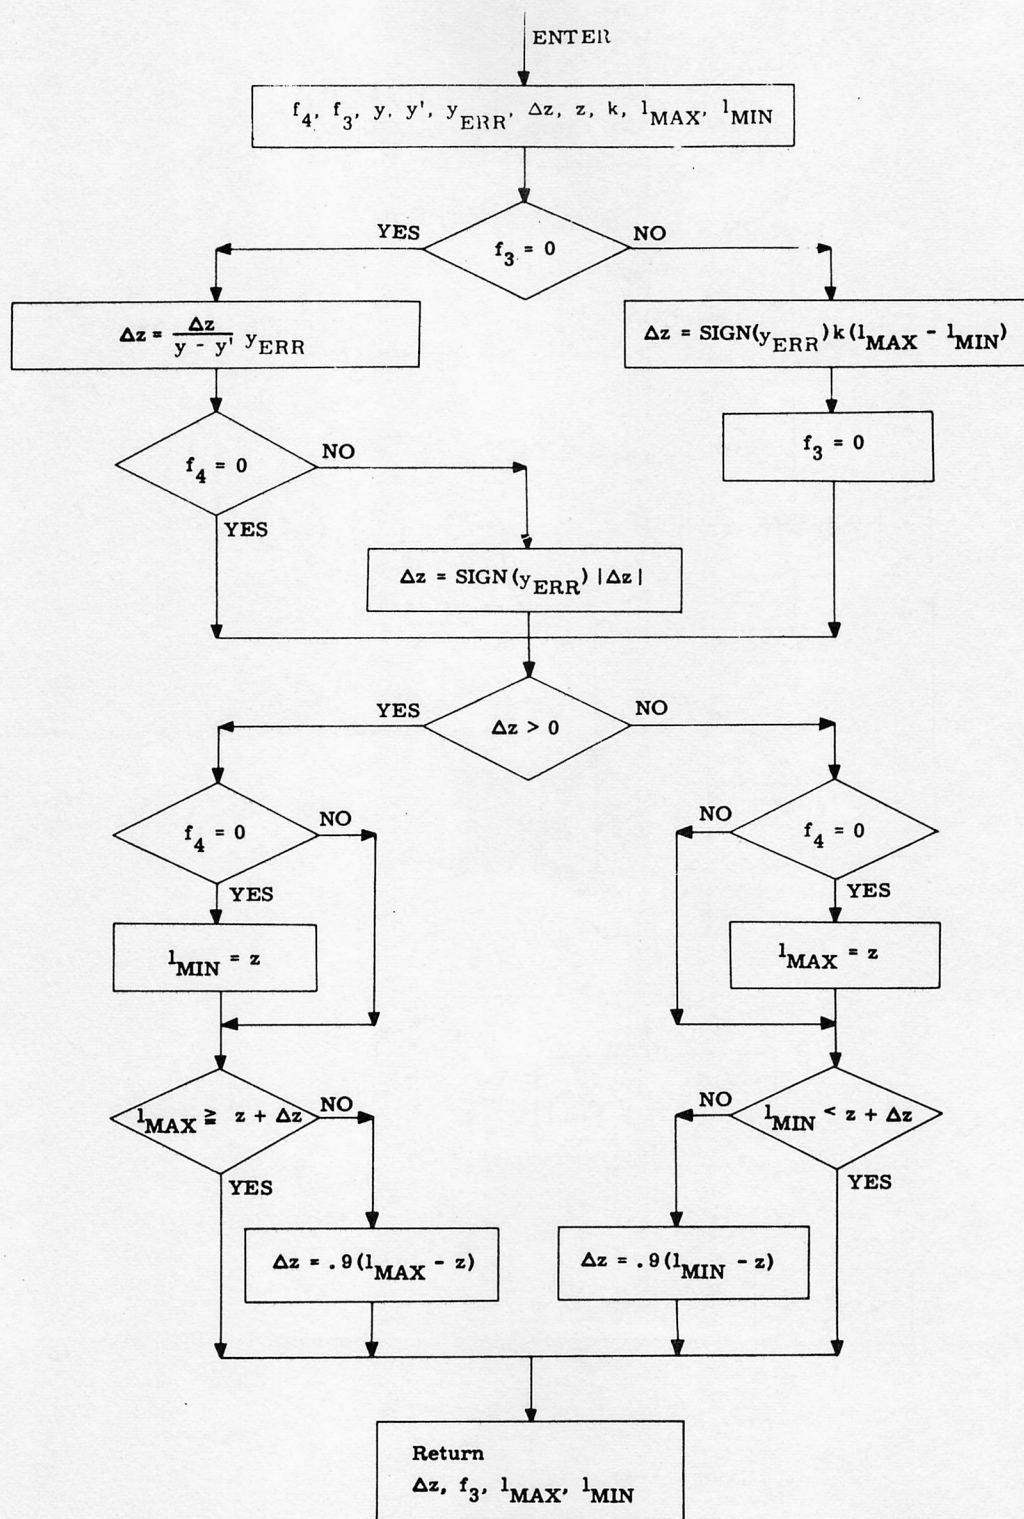 ENTER
f4, f3, y, y', yERR, Δz, z, k, lMAX, lMIN
YES
f3 = 0
NO
Δz = Δz / y - y' yERR
Δz = SIGN(yERR)k(lMAX - lMIN)
f4 = 0
NO
YES
f3 = 0
Δz = SIGN(yERR) |Δz|
YES
Δz > 0
NO
f4 = 0
NO
YES
NO
f4 = 0
YES
lMIN = z
lMAX = z
lMAX ≧ z + Δz
NO
YES
NO
lMIN < z + Δz
YES
Δz = .9(lMAX - z)
Δz = .9(lMIN - z)
Return
Δz, f3, lMAX, lMIN